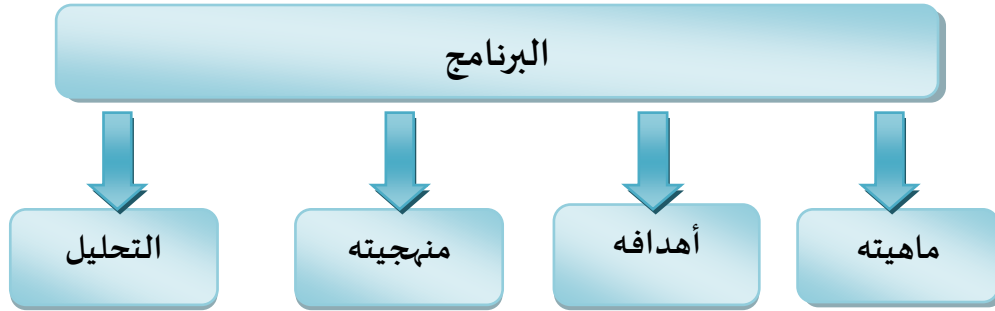 البرنامج
ماهيته
أهدافه
منهجيته
التحليل